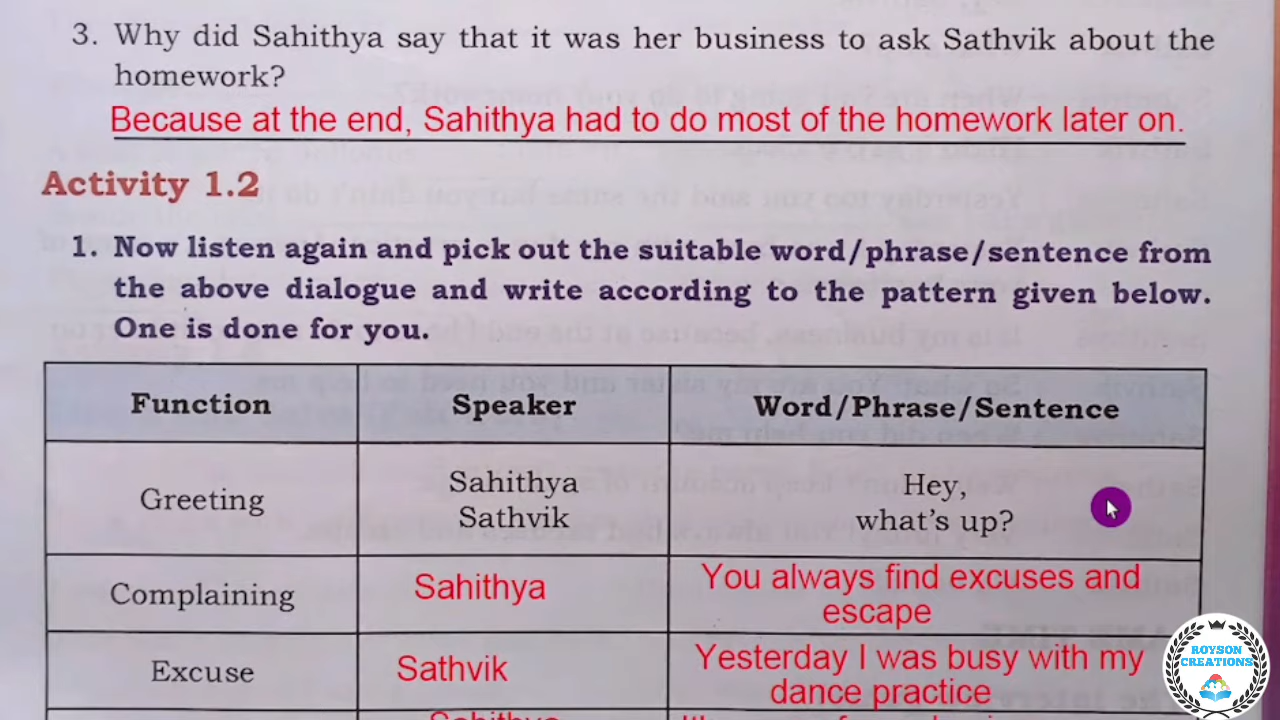 3. Why did Sahithya say that it was her business to ask Sathvik about the
homework?
Because at the end, Sahithya had to do most of the homework later on.
Activity 1.2
1. Now listen again and pick out the suitable word/phrase/sentence from
the above dialogue and write according to the pattern given below.
One is done for you.
Function Speaker Word/Phrase/Sentence
Greeting
Sahithya
Sathvik
Hey,
what's up?
Complaining
Sahithya
You always find excuses and
escape
Excuse
Sathvik
Yesterday I was busy with my
dance practice
Sahithya
ROYSON
CREATIONS